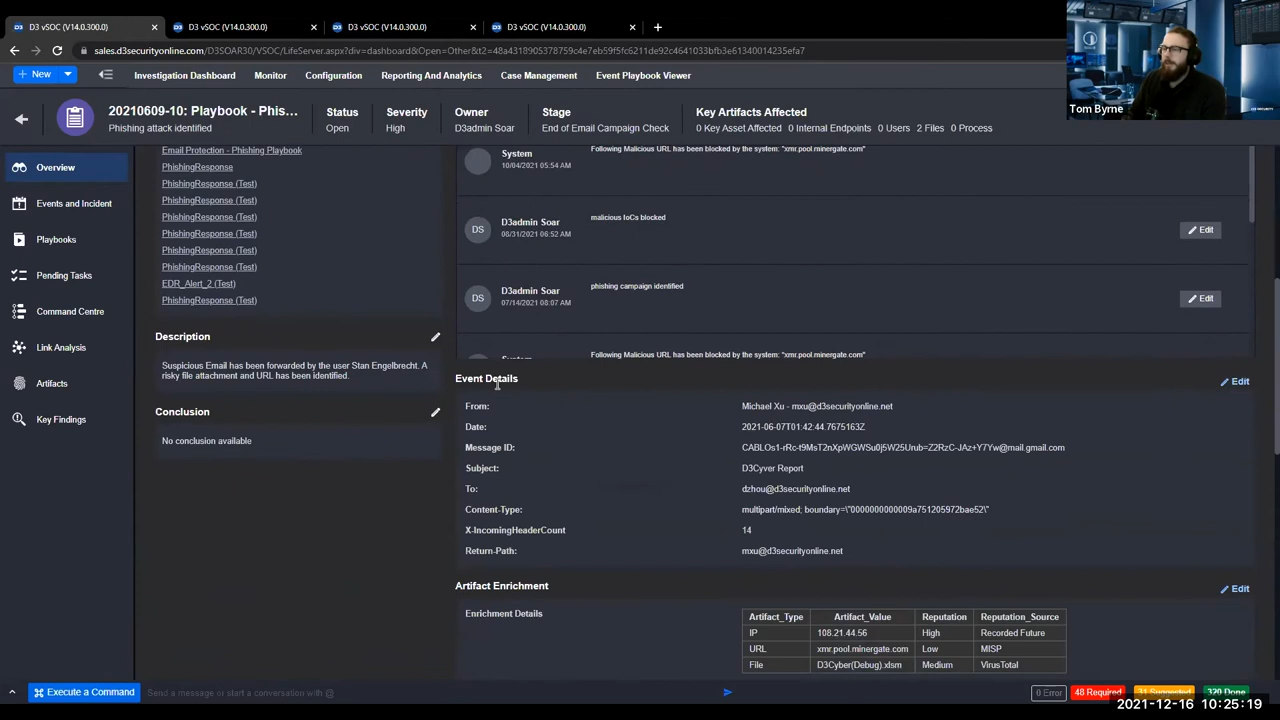 D3 vSOC (V14.0.300.0)
D3 vSOC (V14.0.300.0)
D3 vSOC (V14.0.300.0)
D3 vSOC (V14.0.300.0)
sales.d3securityonline.com/D3SOAR30/VSOC/LifeServer.aspx?div=dashboard&Open=Other&t2=48a4318905378759c4e7eb59f5fc6211de92c4641033bfb3e61340014235efa7
New
Investigation Dashboard
Monitor
Configuration
Reporting And Analytics
Case Management
Event Playbook Viewer
Tom Byrne
20210609-10: Playbook - Phis...
Phishing attack identified
Status
Open
Severity
High
Owner
D3admin Soar
Stage
End of Email Campaign Check
Key Artifacts Affected
0 Key Asset Affected 0 Internal Endpoints 0 Users 2 Files 0 Process
Overview
Events and Incident
Playbooks
Pending Tasks
Command Centre
Link Analysis
Artifacts
Key Findings
Email Protection - Phishing Playbook
PhishingResponse
PhishingResponse (Test)
PhishingResponse (Test)
PhishingResponse (Test)
PhishingResponse (Test)
PhishingResponse (Test)
PhishingResponse (Test)
EDR_Alert_2 (Test)
PhishingResponse (Test)
Description
Suspicious Email has been forwarded by the user Stan Engelbrecht. A
risky file attachment and URL has been identified.
Conclusion
No conclusion available
System
10/04/2021 05:54 AM
Following Malicious URL has been blocked by the system: "xmr.pool.minergate.com"
DS
D3admin Soar
08/31/2021 06:52 AM
malicious IoCs blocked
Edit
DS
D3admin Soar
07/14/2021 08:07 AM
phishing campaign identified
Edit
System
Following Malicious URL has been blocked by the system: "xmr.pool.minergate.com"
Event Details
Edit
From: Michael Xu - mxu@d3securityonline.net
Date: 2021-06-07T01:42:44.7675163Z
Message ID: CABLOs1-rRc-t9MsT2nXpWGWSu0j5W25Urub=Z2RzC-JAz+Y7Yw@mail.gmail.com
Subject: D3Cyver Report
To: dzhou@d3securityonline.net
Content-Type: multipart/mixed; boundary=\"0000000000009a751205972bae52\"
X-IncomingHeaderCount 14
Return-Path: mxu@d3securityonline.net
Artifact Enrichment
Edit
Enrichment Details
Artifact_Type Artifact_Value Reputation Reputation_Source
IP 108.21.44.56 High Recorded Future
URL xmr.pool.minergate.com Low MISP
File D3Cyber(Debug).xlsm Medium VirusTotal
Execute a Command
Send a message or start a conversation with @
0 Error
48 Required
31 Suggested
320 Done
2021-12-16 10:25:19